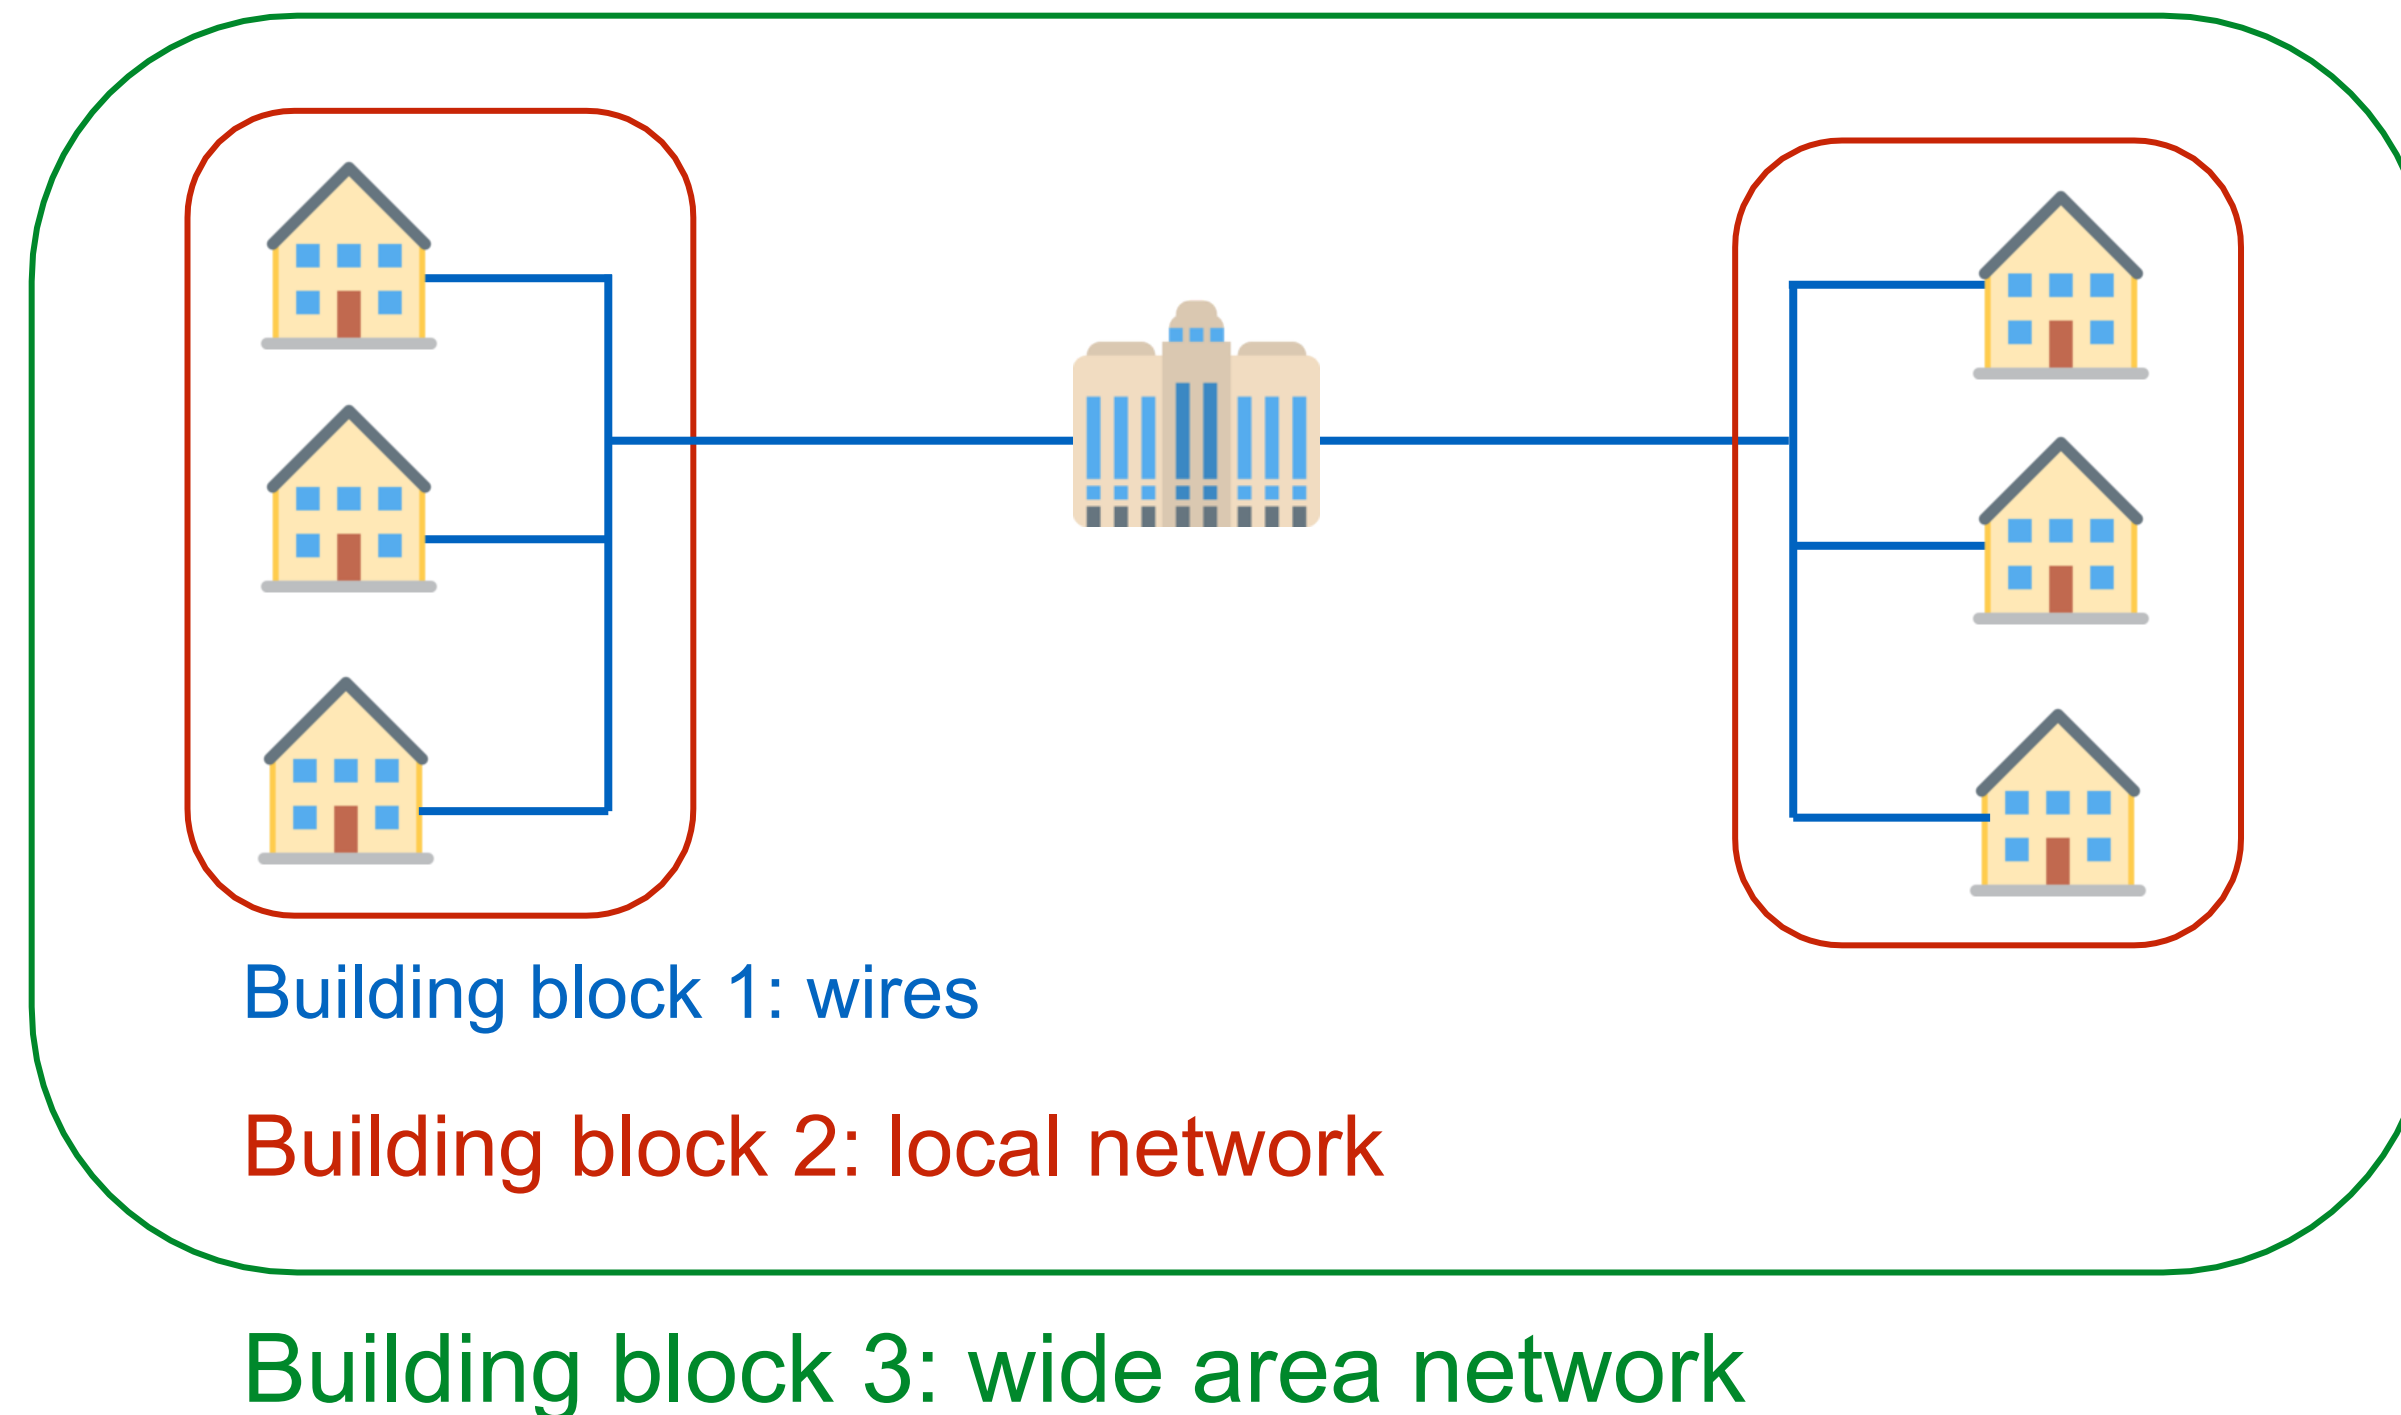 Building block 1: wires
Building block 2: local network
Building block 3: wide area network